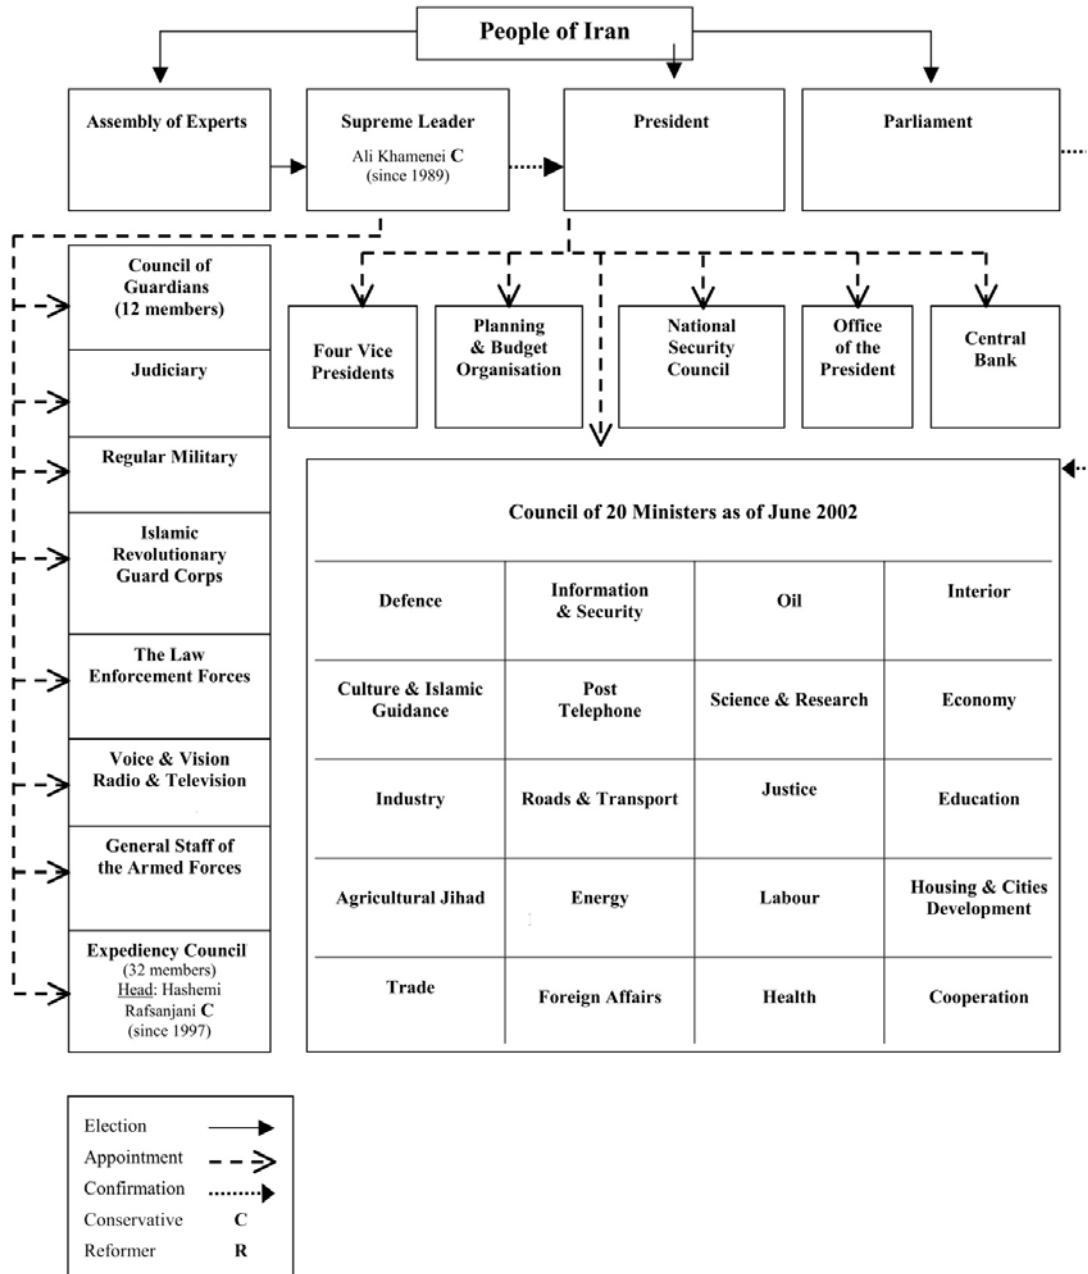 People of Iran
Assembly of Experts
Supreme Leader
Ali Khamenei C
(since 1989)
President
Parliament
Council of
Guardians
(12 members)
Judiciary
Regular Military
Islamic
Revolutionary
Guard Corps
The Law
Enforcement Forces
Voice & Vision
Radio & Television
General Staff of
the Armed Forces
Expediency Council
(32 members)
Head: Hashemi
Rafsanjani C
(since 1997)
Four Vice
Presidents
Planning
& Budget
Organisation
National
Security
Council
Office
of the
President
Central
Bank
Council of 20 Ministers as of June 2002
Defence
Information
& Security
Oil
Interior
Culture & Islamic
Guidance
Post
Telephone
Science & Research
Economy
Industry
Roads & Transport
Justice
Education
Agricultural Jihad
Energy
Labour
Housing & Cities
Development
Trade
Foreign Affairs
Health
Cooperation
Election
Appointment
Confirmation
Conservative C
Reformer R